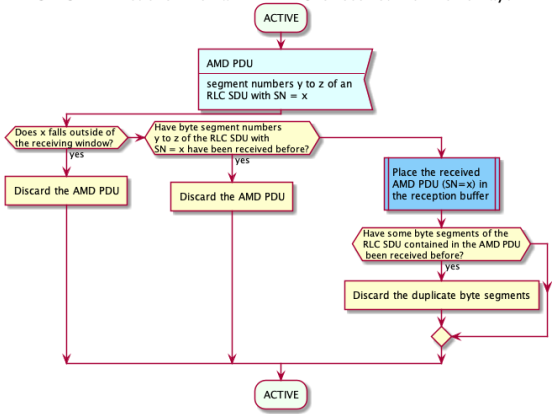 ACTIVE
AMD PDU
segment numbers y to z of an
RLC SDU with SN = x
Does x falls outside of
the receiving window?
yes
Discard the AMD PDU
Have byte segment numbers
y to z of the RLC SDU with
SN = x have been received before?
yes
Discard the AMD PDU
Place the received
AMD PDU (SN=x) in
the reception buffer
Have some byte segments of the
RLC SDU contained in the AMD PDU
been received before?
yes
Discard the duplicate byte segments
ACTIVE